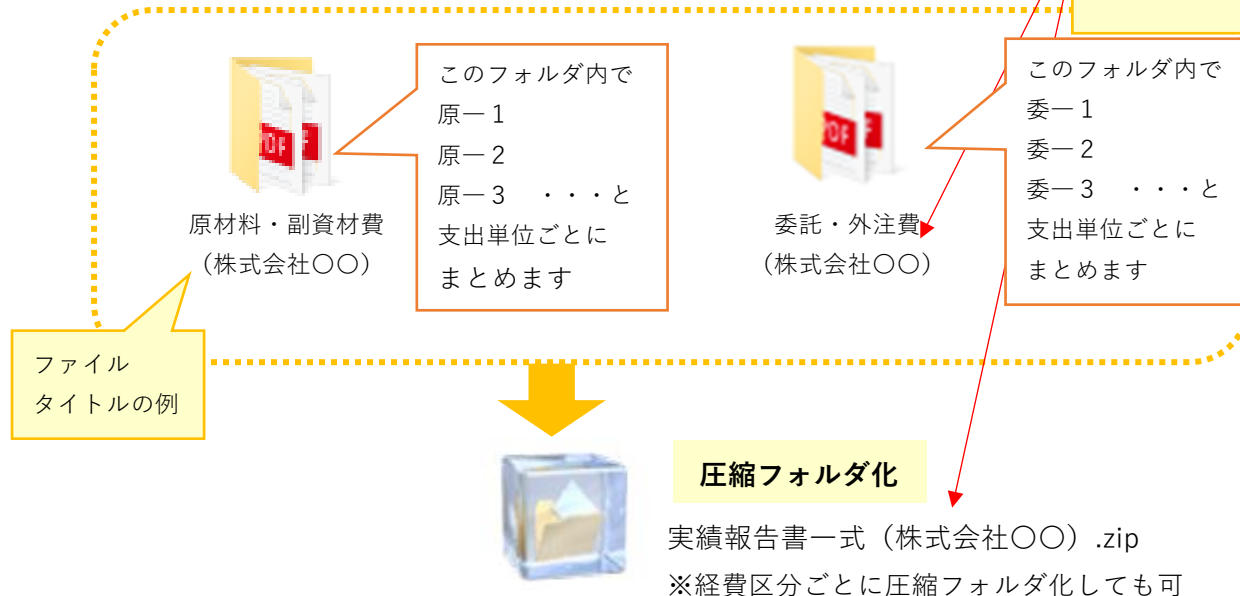 このフォルダ内で
原―1
原―2
原―3　・・・と
支出単位ごとに
まとめます
原材料・副資材費
（株式会社〇〇）
このフォルダ内で
委―1
委―2
委―3　・・・と
支出単位ごとに
まとめます
委託・外注費
（株式会社〇〇）
ファイル
タイトルの例
圧縮フォルダ化
実績報告書一式（株式会社〇〇）.zip
※経費区分ごとに圧縮フォルダ化しても可